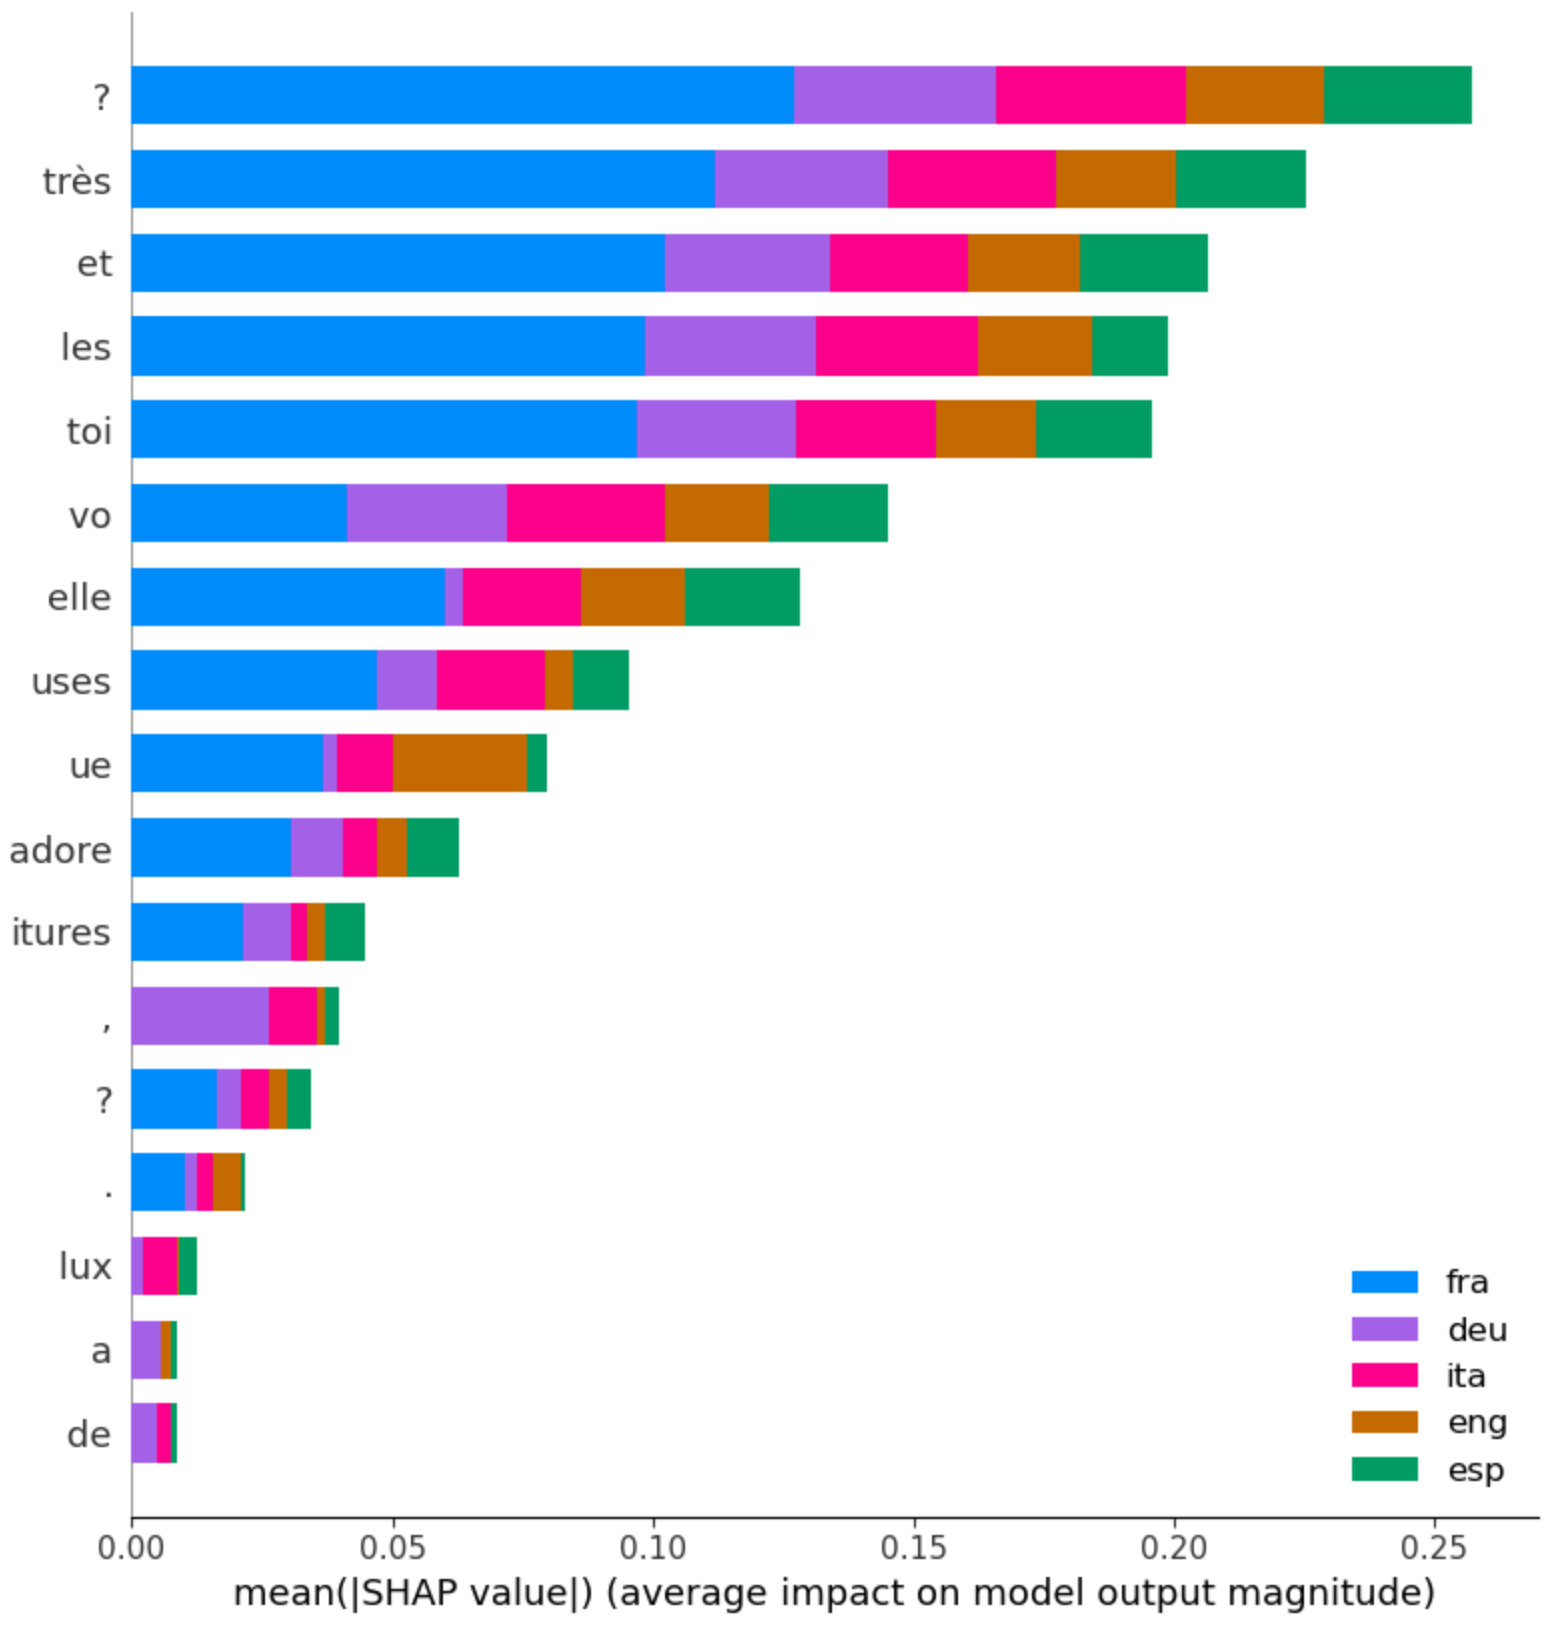 ?
très
et
les
toi
vo
elle
uses
ue
adore
itures
,
?
.
lux
a
de
fra
deu
ita
eng
esp
0.00 0.05 0.10 0.15 0.20 0.25
mean(|SHAP value|) (average impact on model output magnitude)